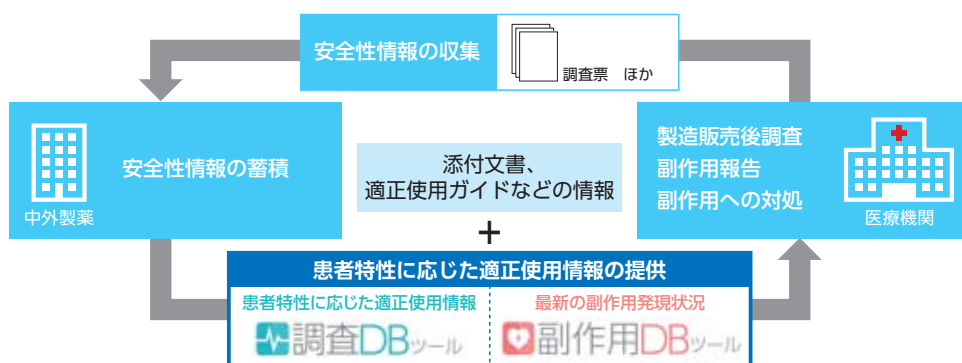 安全性情報の収集
調査票 ほか
安全性情報の蓄積
中外製薬
添付文書、
適正使用ガイドなどの情報
製造販売後調査
副作用報告
副作用への対処
医療機関
+
患者特性に応じた適正使用情報の提供
患者特性に応じた適正使用情報
調査DBツール
最新の副作用発現状況
副作用DBツール